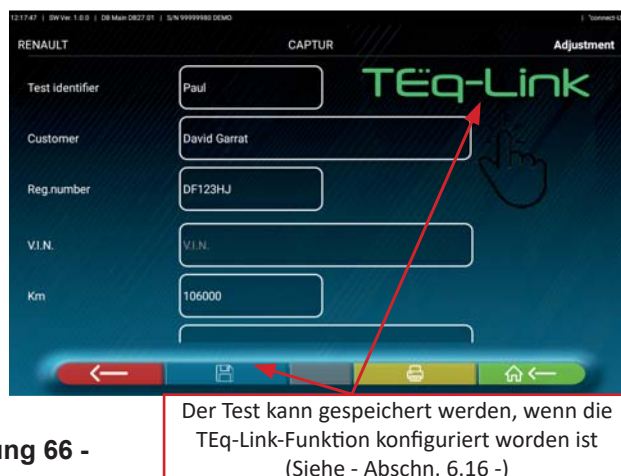 12:17:47 | SW Ver. 1.0.0 | DB Main DB27.01 | S/N 99999980 DEMO | "connect-U
RENAULT CAPTUR Adjustment
TEq-Link
Test identifier Paul
Customer David Garrat
Reg.number DF123HJ
V.I.N. V.I.N.
Km 106000
Der Test kann gespeichert werden, wenn die
TEq-Link-Funktion konfiguriert worden ist
(Siehe - Abschn. 6.16 -)
ung 66 -